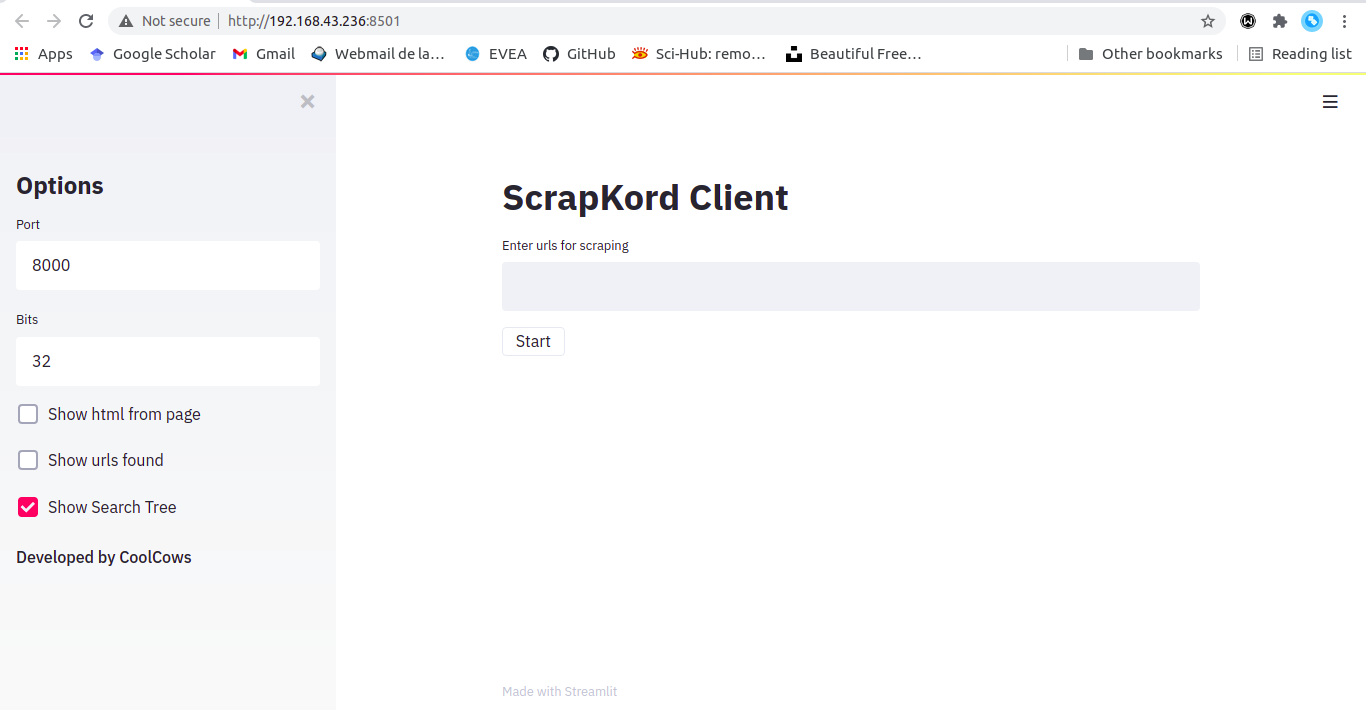 Not secure | http://192.168.43.236:8501
Apps Google Scholar Gmail Webmail de la... EVEA GitHub Sci-Hub: remo... Beautiful Free... Other bookmarks Reading list
Options
Port
8000
Bits
32
Show html from page
Show urls found
Show Search Tree
Developed by CoolCows
ScrapKord Client
Enter urls for scraping
Start
Made with Streamlit